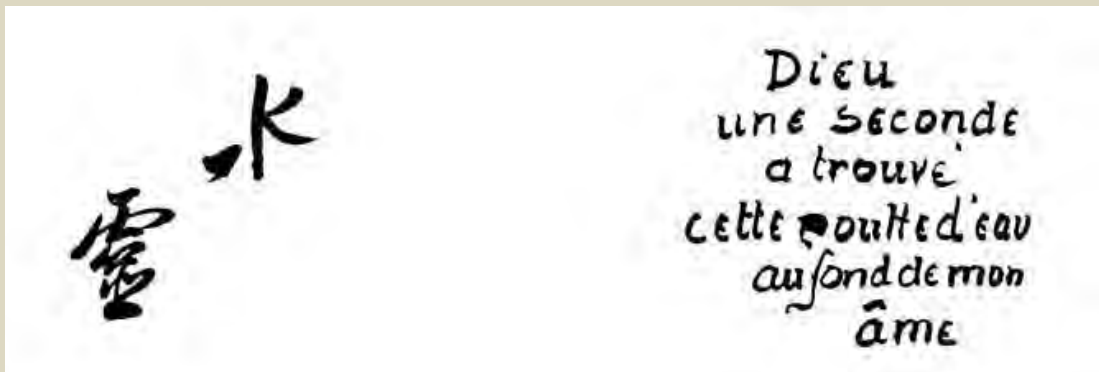 水
靈
Dieu
une seconde
a trouvé
cette goutte d'eau
au fond de mon
âme